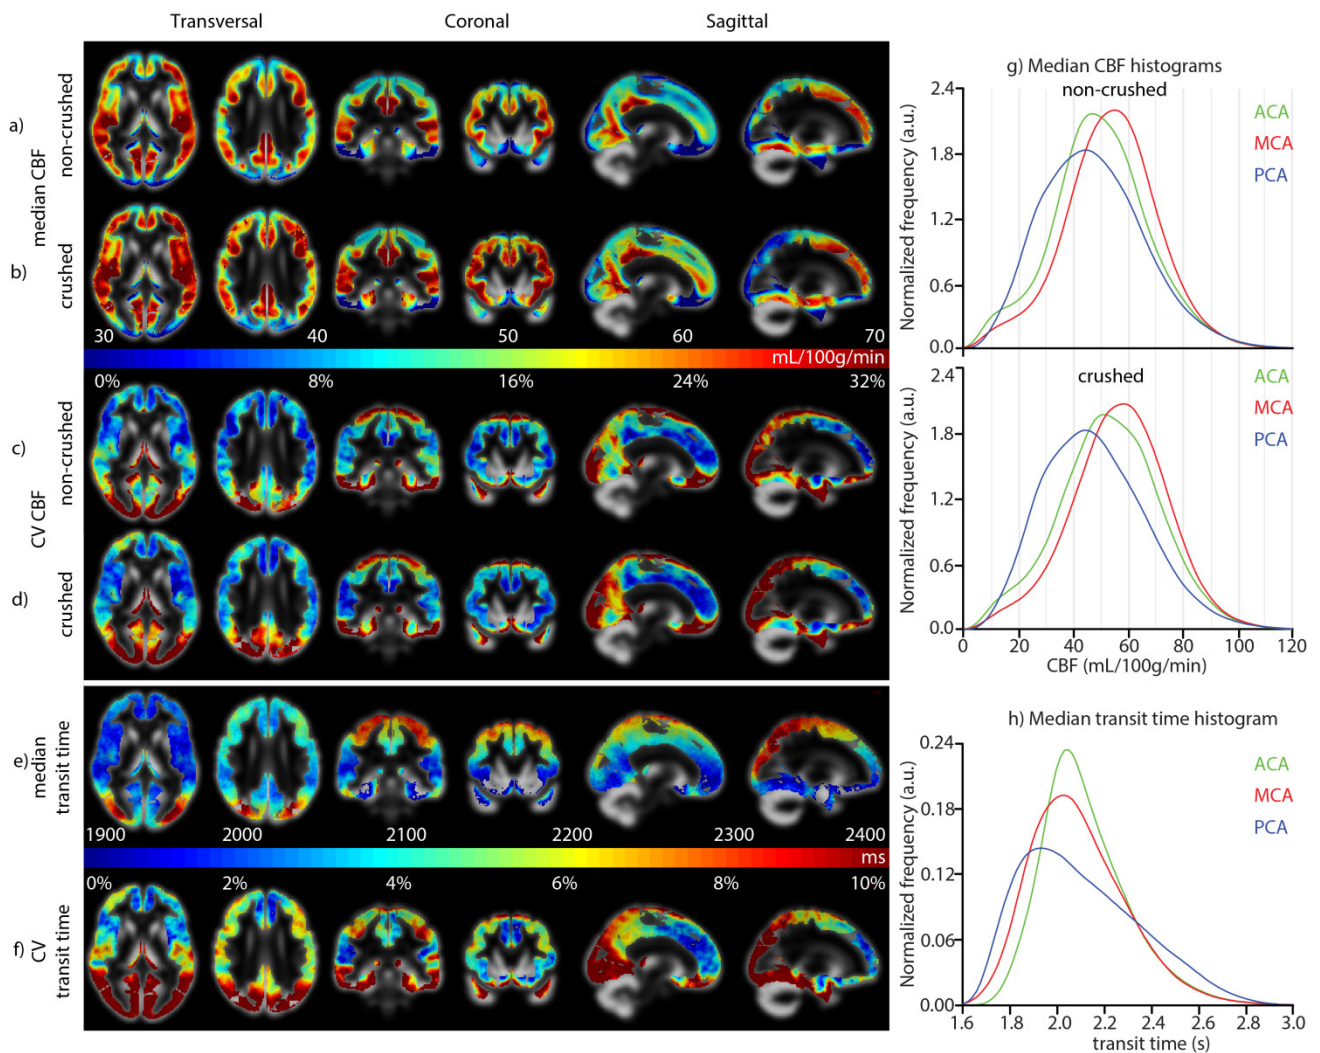 Transversal Coronal Sagittal
a) median CBF non-crushed
b) crushed
30 40 50 60 70
mL/100g/min
0% 8% 16% 24% 32%
c) CV CBF non-crushed
d) crushed
e) median transit time
1900 2000 2100 2200 2300 2400
ms
0% 2% 4% 6% 8% 10%
f) CV transit time
g) Median CBF histograms
non-crushed
ACA
MCA
PCA
Normalized frequency (a.u.)
2.4
1.8
1.2
0.6
0.0
crushed
ACA
MCA
PCA
Normalized frequency (a.u.)
2.4
1.8
1.2
0.6
0.0
0 20 40 60 80 100 120
CBF (mL/100g/min)
h) Median transit time histogram
ACA
MCA
PCA
Normalized frequency (a.u.)
0.24
0.18
0.12
0.06
0.00
1.6 1.8 2.0 2.2 2.4 2.6 2.8 3.0
transit time (s)